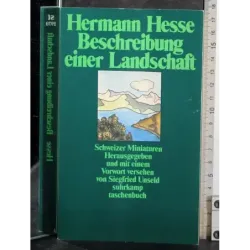 Hermann Hesse
Beschreibung
einer Landschaft
Schweizer Miniaturen
Herausgegeben
und mit einem
Vorwort versehen
von Siegfried Unseld
suhrkamp
taschenbuch